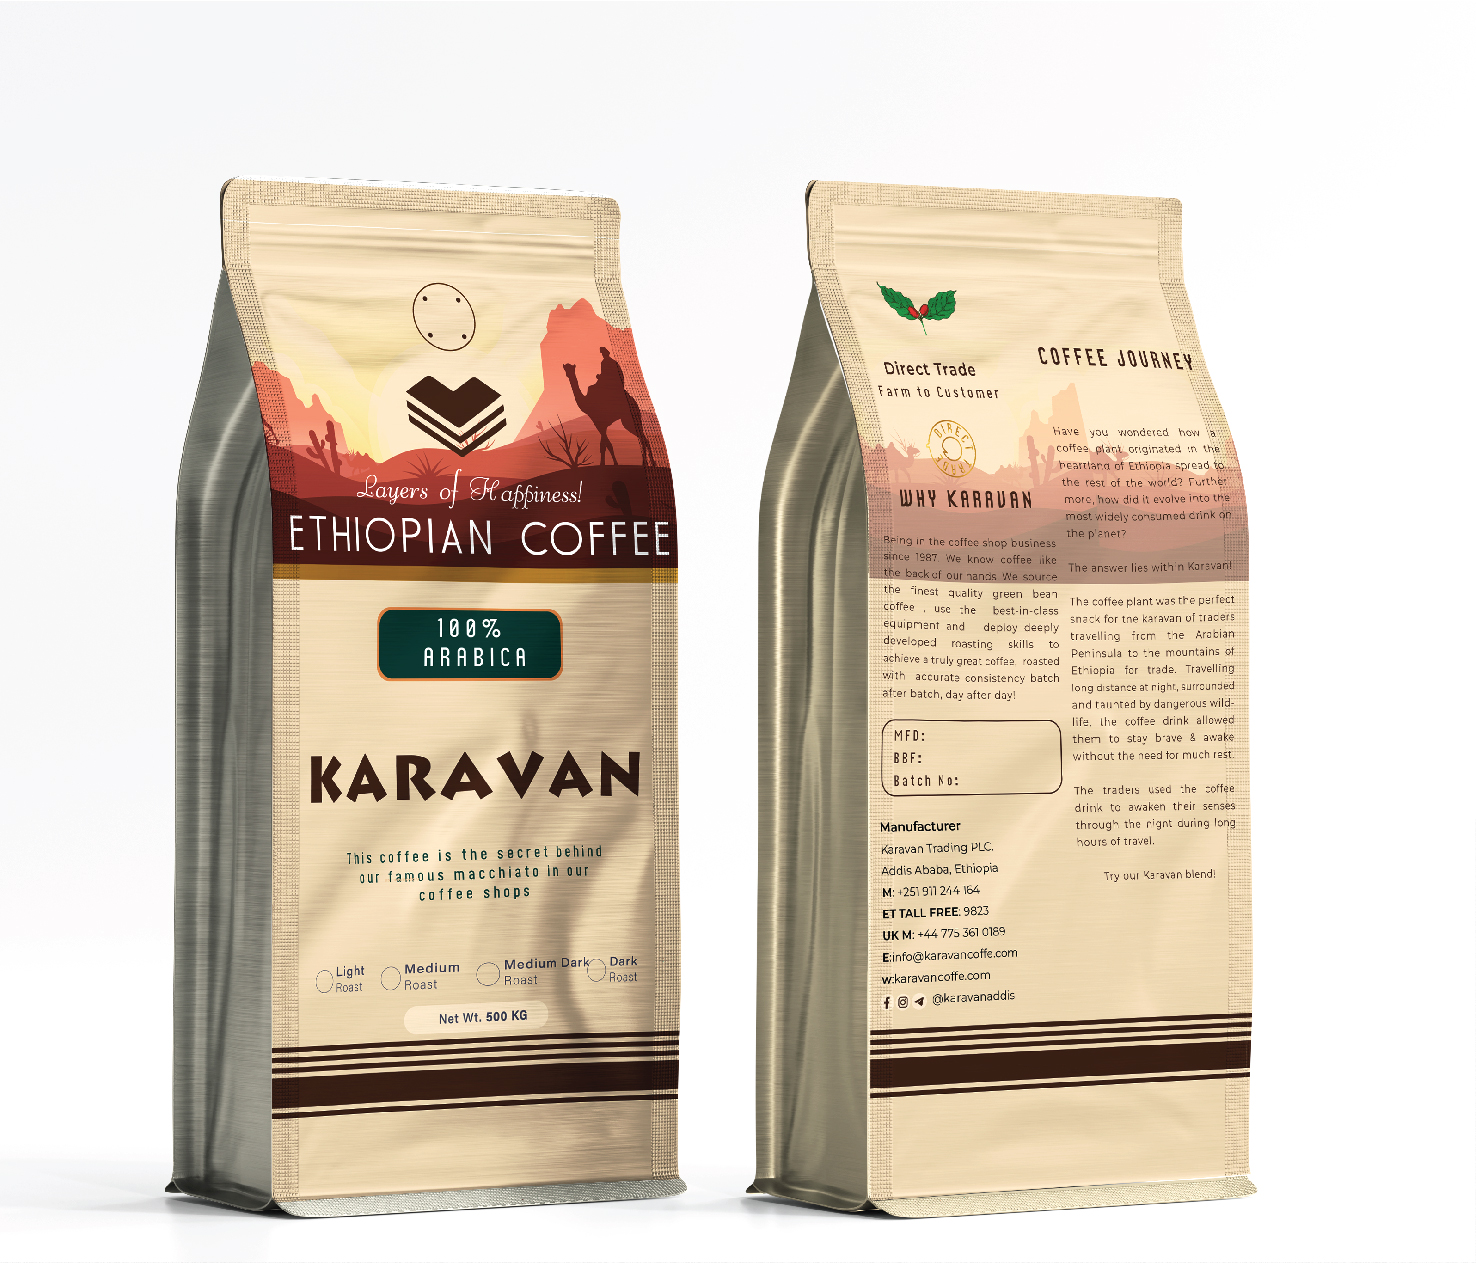 Layers of Happiness!
ETHIOPIAN COFFEE
100%
ARABICA
KARAVAN
This coffee is the secret behind
our famous macchiato in our
coffee shops
Light
Roast
Medium
Roast
Medium Dark
Roast
Dark
Roast
Net Wt. 500 KG
Direct Trade
Farm to Customer
DIRECT
TRADE
WHY KARAVAN
Being in the coffee shop business
since 1987. We know coffee like
the back of our hands. We source
the finest quality green bean
coffee , use the best-in-class
equipment and deploy deeply
developed roasting skills to
achieve a truly great coffee, roasted
with accurate consistency batch
after batch, day after day!
MFD:
BBF:
Batch No:
Manufacturer
Karavan Trading PLC.
Addis Ababa, Ethiopia
M: +251 911 244 164
ET TALL FREE: 9823
UK M: +44 775 361 0189
E:info@karavancoffe.com
w:karavancoffe.com
@karavanaddis
COFFEE JOURNEY
Have you wondered how a
coffee plant originated in the
heartland of Ethiopia spread to
the rest of the world? Further
more, how did it evolve into the
most widely consumed drink on
the planet?
The answer lies within Karavan!
The coffee plant was the perfect
snack for the karavan of traders
travelling from the Arabian
Peninsula to the mountains of
Ethiopia for trade. Travelling
long distance at night, surrounded
and taunted by dangerous wild-
life, the coffee drink allowed
them to stay brave & awake
without the need for much rest.
The traders used the coffee
drink to awaken their senses
through the night during long
hours of travel.
Try our Karavan blend!